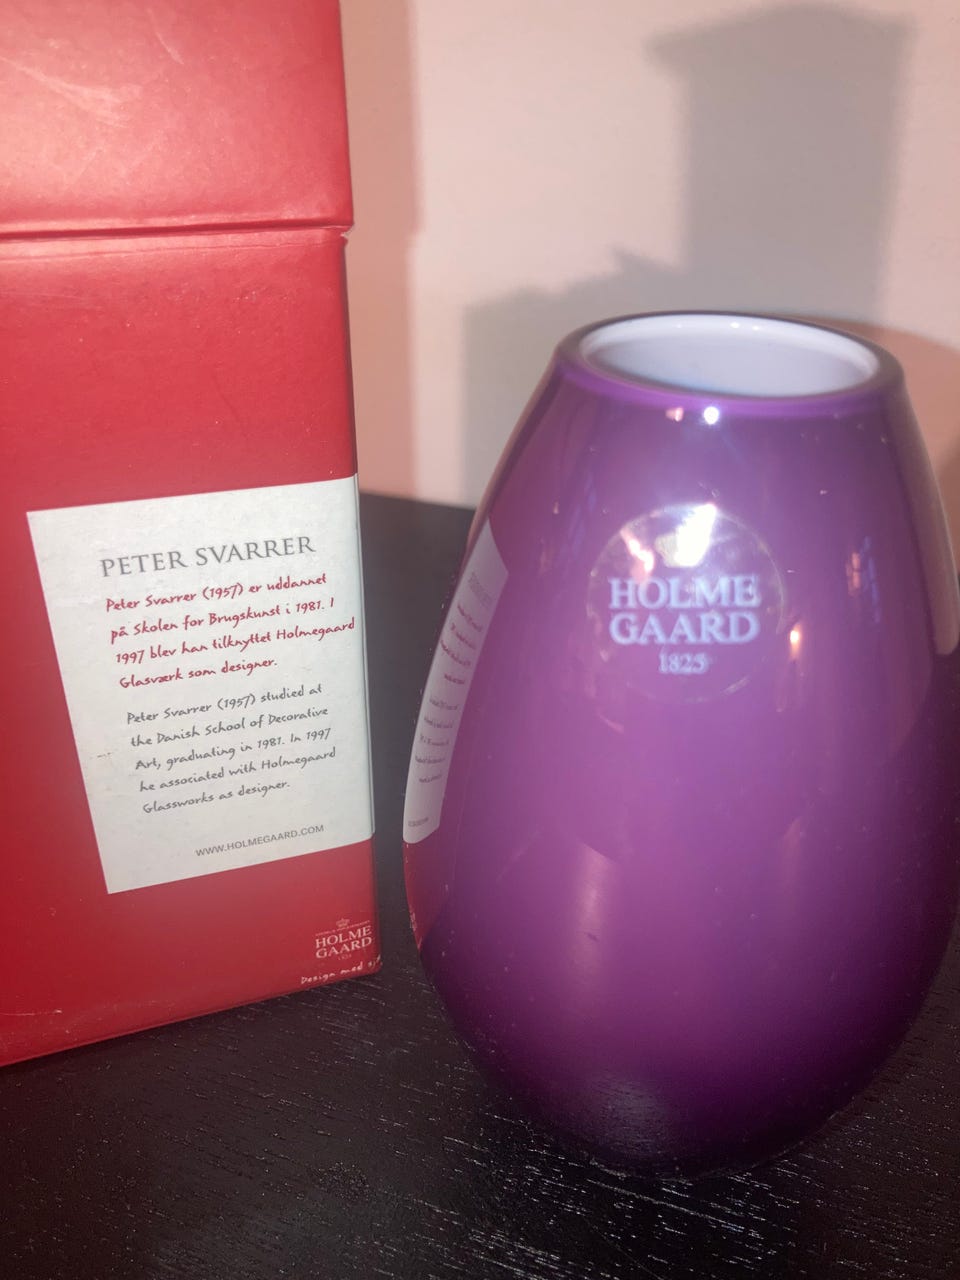 PETER SVARRER
Peter Svarrer (1957) er uddannet
på Skolen for Brugskunst i 1981. I
1997 blev han tilknyttet Holmegaard
Glasværk som designer.
Peter Svarrer (1957) studied at
the Danish School of Decorative
Art, graduating in 1981. In 1997
he associated with Holmegaard
Glassworks as designer.
WWW.HOLMEGAARD.COM
HOLME
GAARD
Design med
HOLME
GAARD
1825